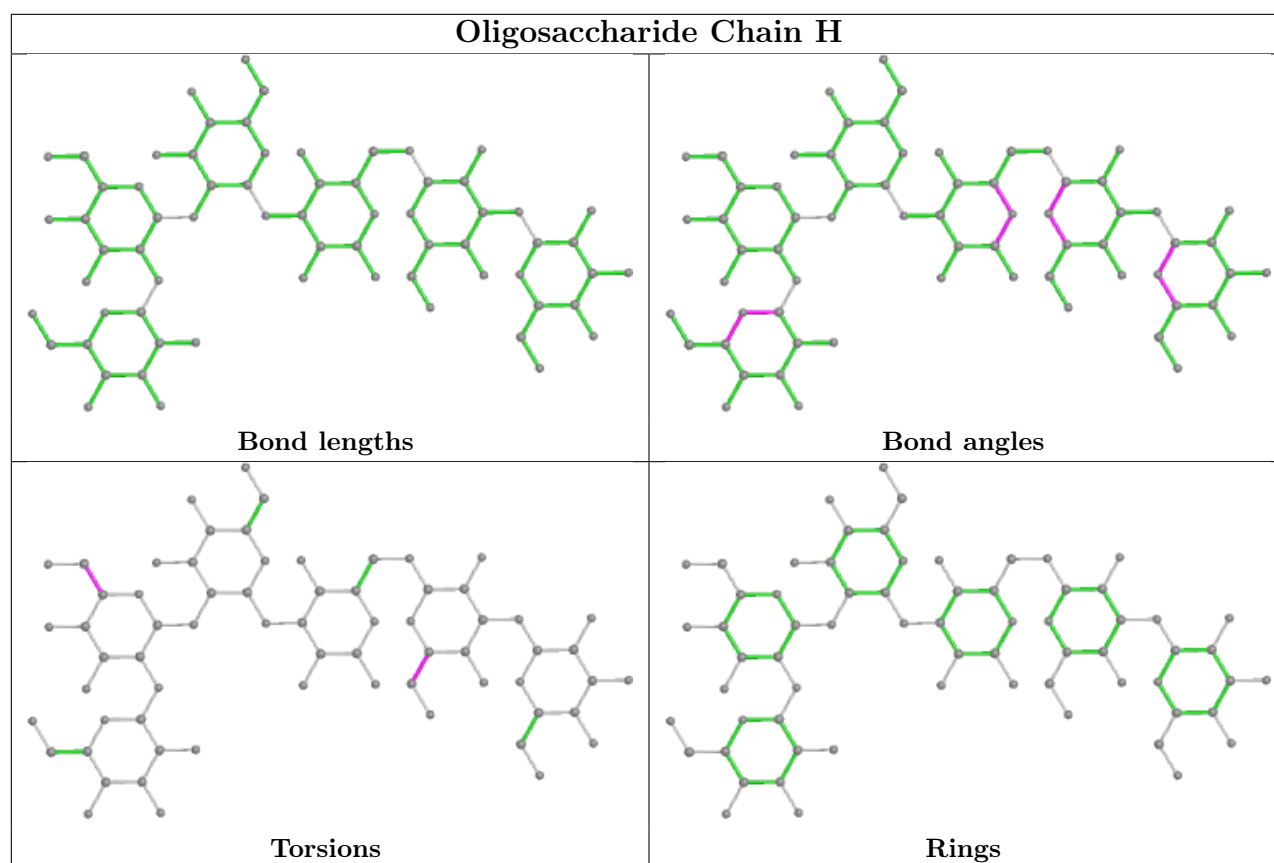 Oligosaccharide Chain H
Bond lengths
Bond angles
Torsions
Rings